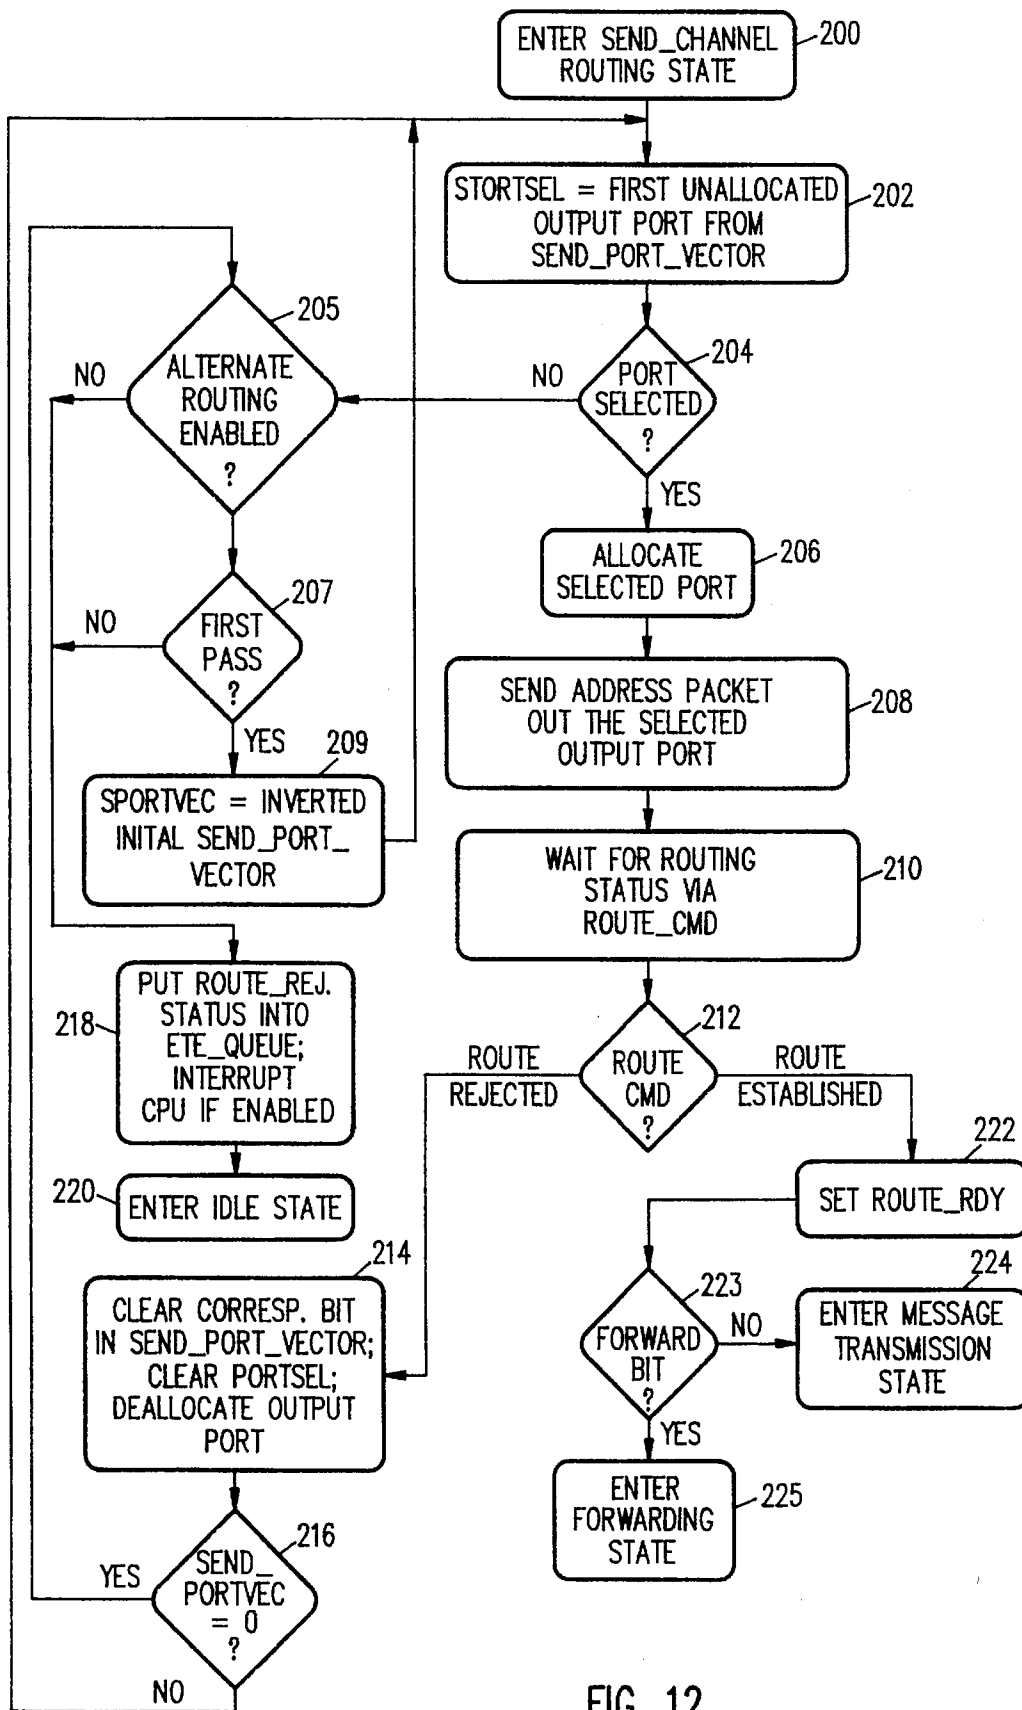 ENTER SEND_CHANNEL
ROUTING STATE
200
STORTSEL = FIRST UNALLOCATED
OUTPUT PORT FROM
SEND_PORT_VECTOR
202
205
ALTERNATE
ROUTING
ENABLED
?
NO
204
PORT
SELECTED
?
NO
YES
ALLOCATE
SELECTED PORT
206
207
FIRST
PASS
?
NO
YES
SEND ADDRESS PACKET
OUT THE SELECTED
OUTPUT PORT
208
209
SPORTVEC = INVERTED
INITAL SEND_PORT_
VECTOR
WAIT FOR ROUTING
STATUS VIA
ROUTE_CMD
210
PUT ROUTE_REJ.
STATUS INTO
ETE_QUEUE;
INTERRUPT
CPU IF ENABLED
218
212
ROUTE
CMD
?
ROUTE
REJECTED
ROUTE
ESTABLISHED
220
ENTER IDLE STATE
222
SET ROUTE_RDY
214
CLEAR CORRESP. BIT
IN SEND_PORT_VECTOR;
CLEAR PORTSEL;
DEALLOCATE OUTPUT
PORT
223
FORWARD
BIT
?
NO
YES
224
ENTER MESSAGE
TRANSMISSION
STATE
ENTER
FORWARDING
STATE
225
216
SEND_
PORTVEC
= 0
?
YES
NO
FIG. 12